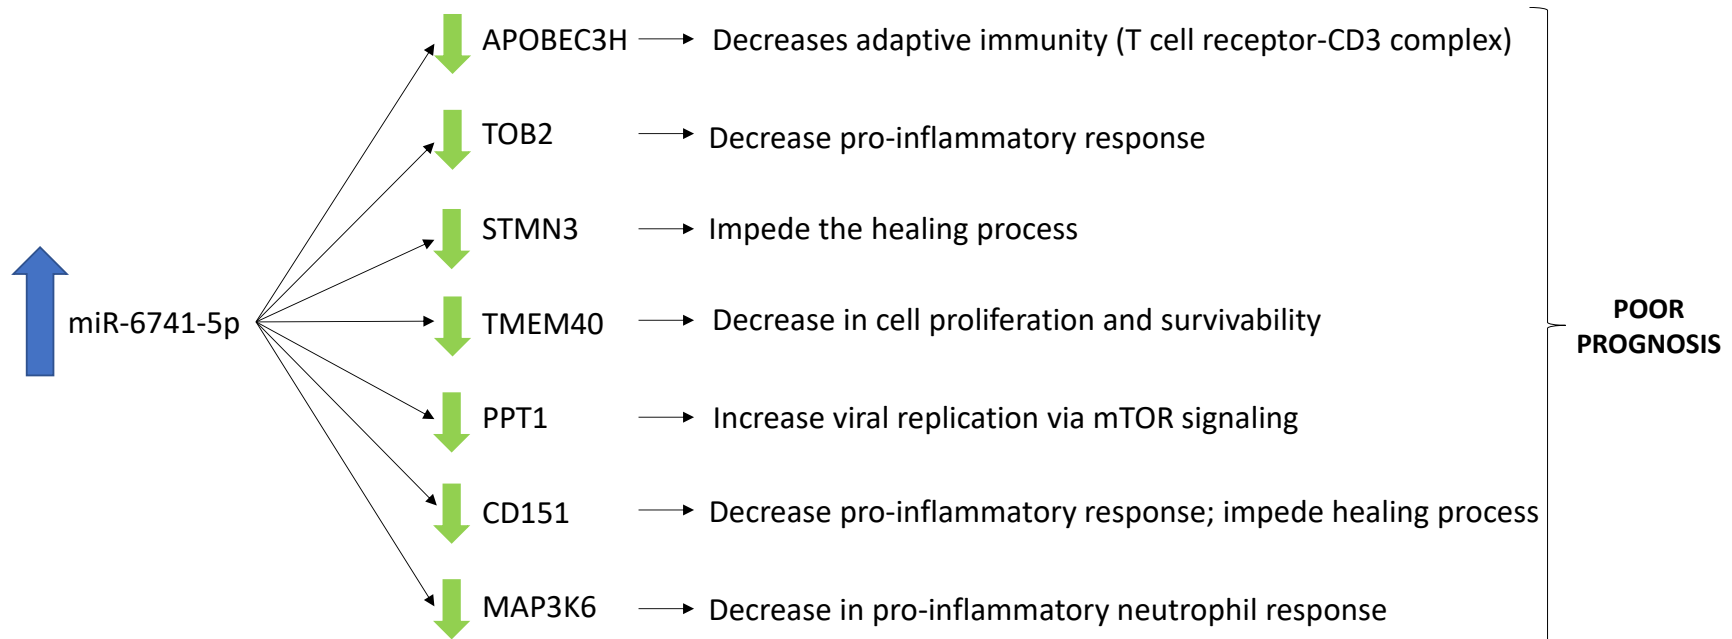 APOBEC3H
Decreases adaptive immunity (T cell receptor-CD3 complex)
TOB2
Decrease pro-inflammatory response
STMN3
Impede the healing process
miR-6741-5p
TMEM40
Decrease in cell proliferation and survivability
POOR
PROGNOSIS
PPT1
Increase viral replication via mTOR signaling
CD151
Decrease pro-inflammatory response; impede healing process
MAP3K6
Decrease in pro-inflammatory neutrophil response